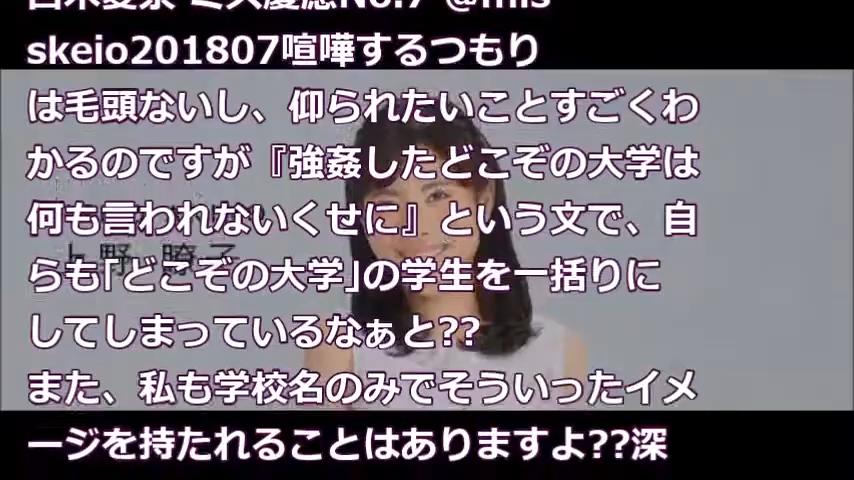 skeio201807喧嘩するつもり
は毛頭ないし、仰られたいことすごくわ
かるのですが『強姦したどこぞの大学は
何も言われないくせに』という文で、自
らも｢どこぞの大学｣の学生を一括りに
してしまっているなぁと??
また、私も学校名のみでそういったイメ
ージを持たれることはありますよ??深